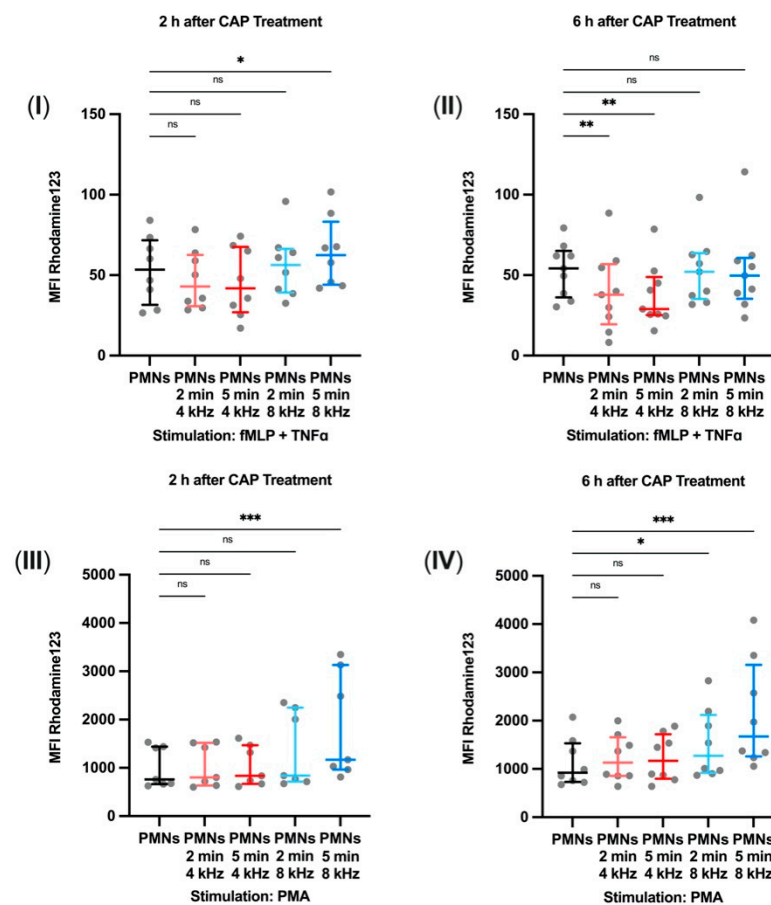 2 h after CAP Treatment
(I)
*
ns
ns
ns
MFI Rhodamine123
150
100
50
0
PMNs
PMNs 2 min 4 kHz
PMNs 5 min 4 kHz
PMNs 2 min 8 kHz
PMNs 5 min 8 kHz
Stimulation: fMLP + TNFα
6 h after CAP Treatment
(II)
ns
ns
**
**
MFI Rhodamine123
150
100
50
0
PMNs
PMNs 2 min 4 kHz
PMNs 5 min 4 kHz
PMNs 2 min 8 kHz
PMNs 5 min 8 kHz
Stimulation: fMLP + TNFα
2 h after CAP Treatment
(III)
***
ns
ns
ns
MFI Rhodamine123
5000
4000
3000
2000
1000
0
PMNs
PMNs 2 min 4 kHz
PMNs 5 min 4 kHz
PMNs 2 min 8 kHz
PMNs 5 min 8 kHz
Stimulation: PMA
6 h after CAP Treatment
(IV)
***
*
ns
ns
MFI Rhodamine123
5000
4000
3000
2000
1000
0
PMNs
PMNs 2 min 4 kHz
PMNs 5 min 4 kHz
PMNs 2 min 8 kHz
PMNs 5 min 8 kHz
Stimulation: PMA